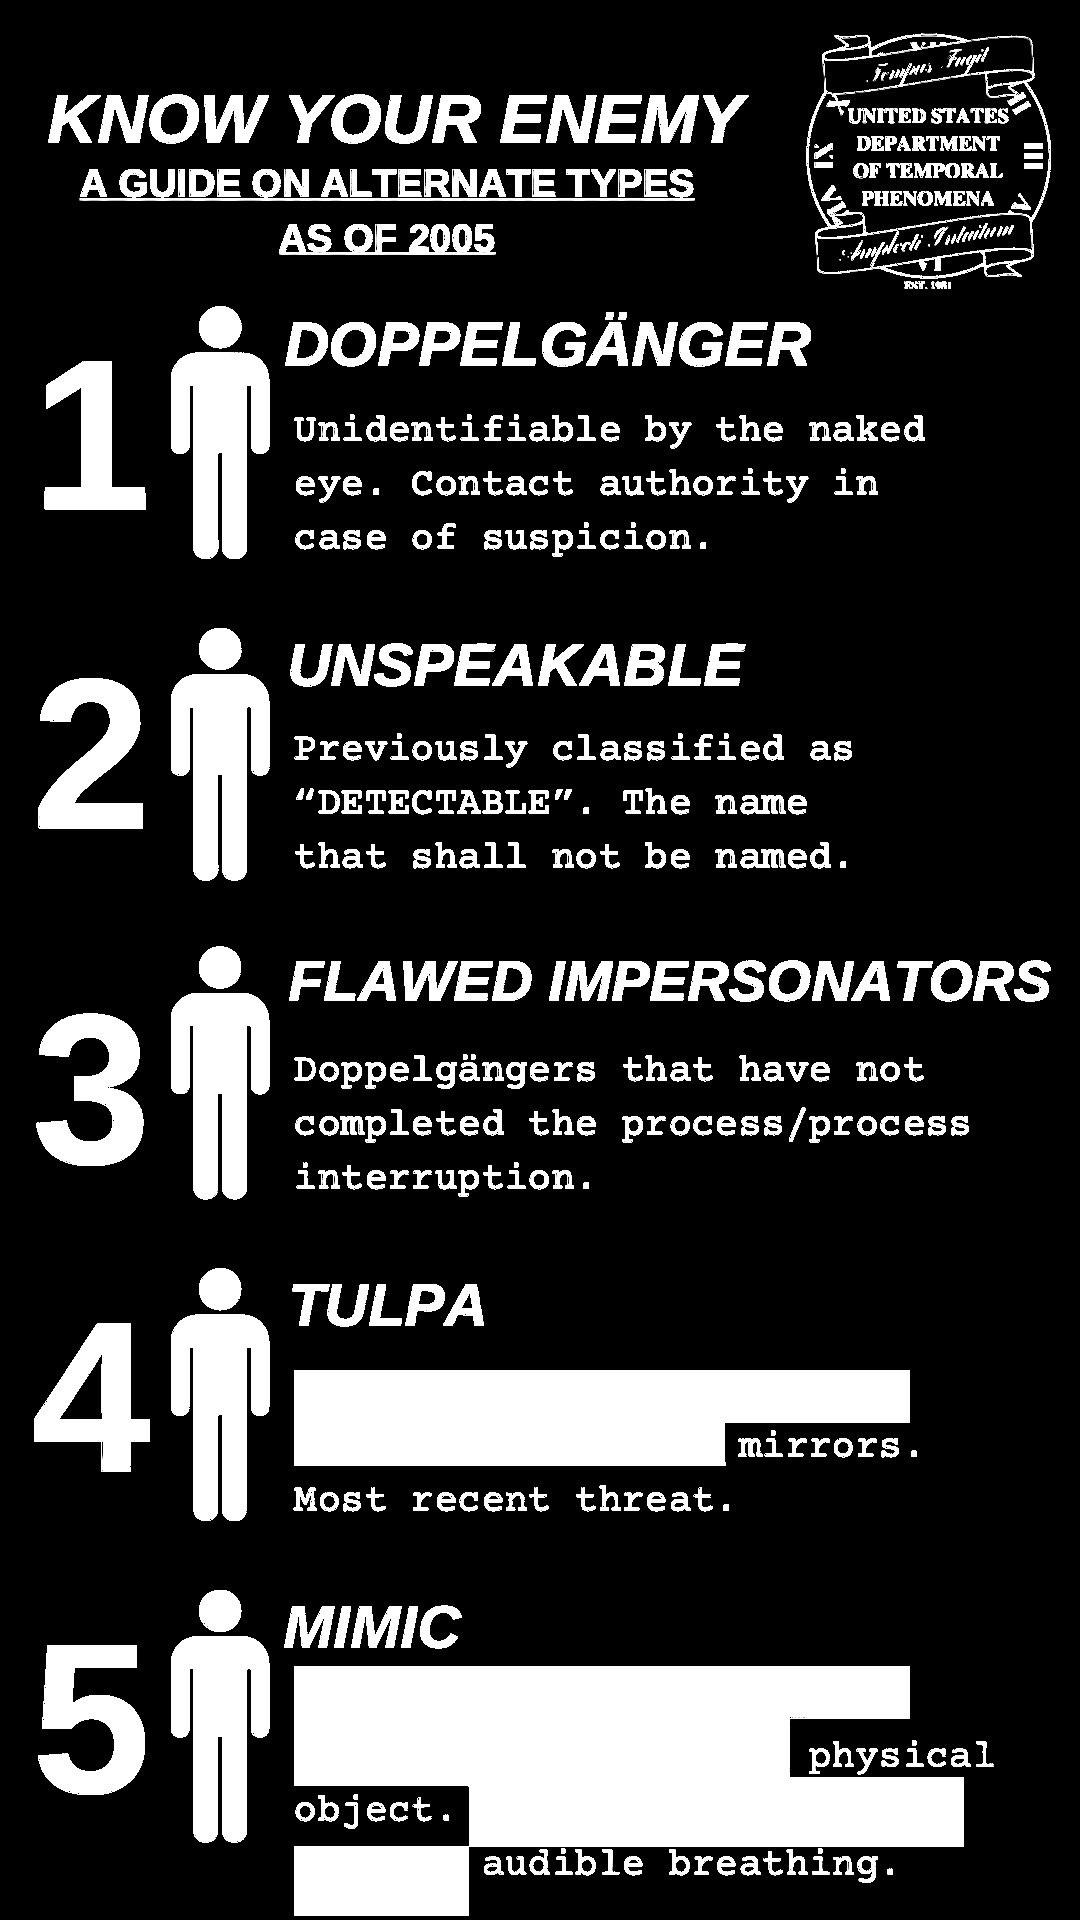 KNOW YOUR ENEMY
A GUIDE ON ALTERNATE TYPES
AS OF 2005
Tempus Fugit
UNITED STATES
DEPARTMENT
OF TEMPORAL
PHENOMENA
Amplecti Intuitum
III
V
VI
IX
EST. 1981
1
DOPPELGÄNGER
Unidentifiable by the naked
eye. Contact authority in
case of suspicion.
2
UNSPEAKABLE
Previously classified as
“DETECTABLE”. The name
that shall not be named.
3
FLAWED IMPERSONATORS
Doppelgängers that have not
completed the process/process
interruption.
4
TULPA
mirrors.
Most recent threat.
5
MIMIC
physical
object.
audible breathing.